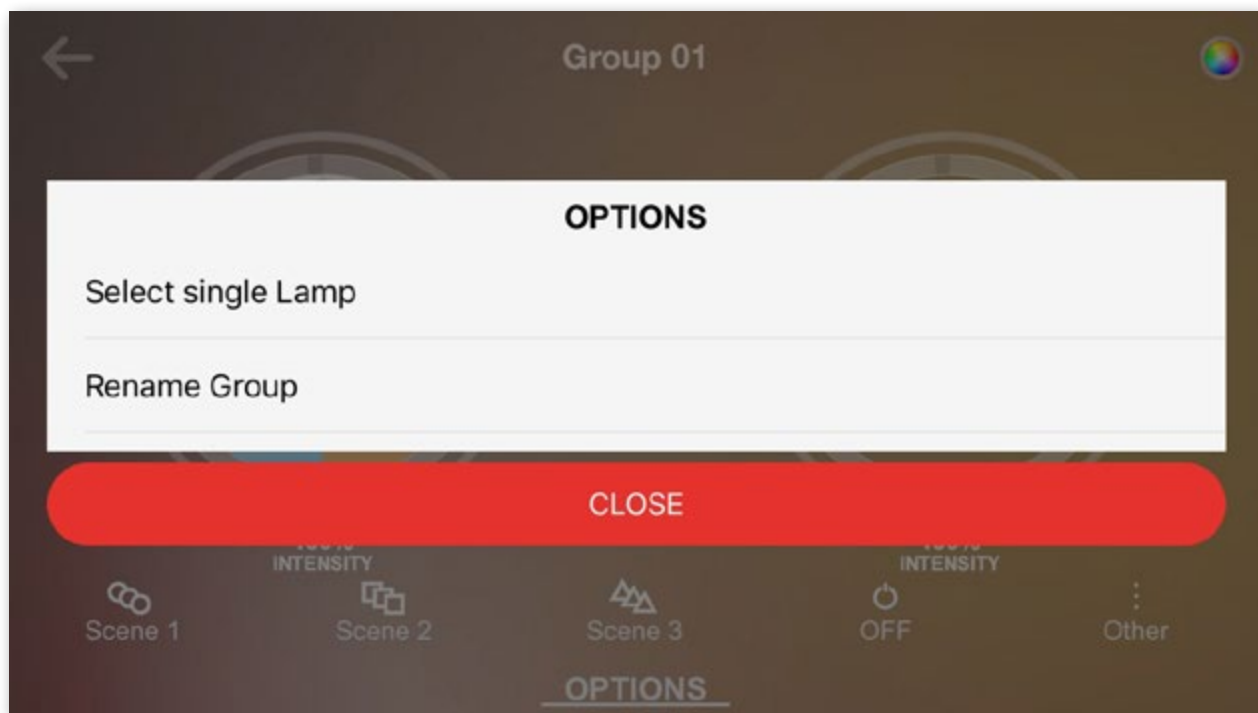 Group 01
OPTIONS
Select single Lamp
Rename Group
CLOSE
INTENSITY INTENSITY
Scene 1 Scene 2 Scene 3 OFF Other
OPTIONS